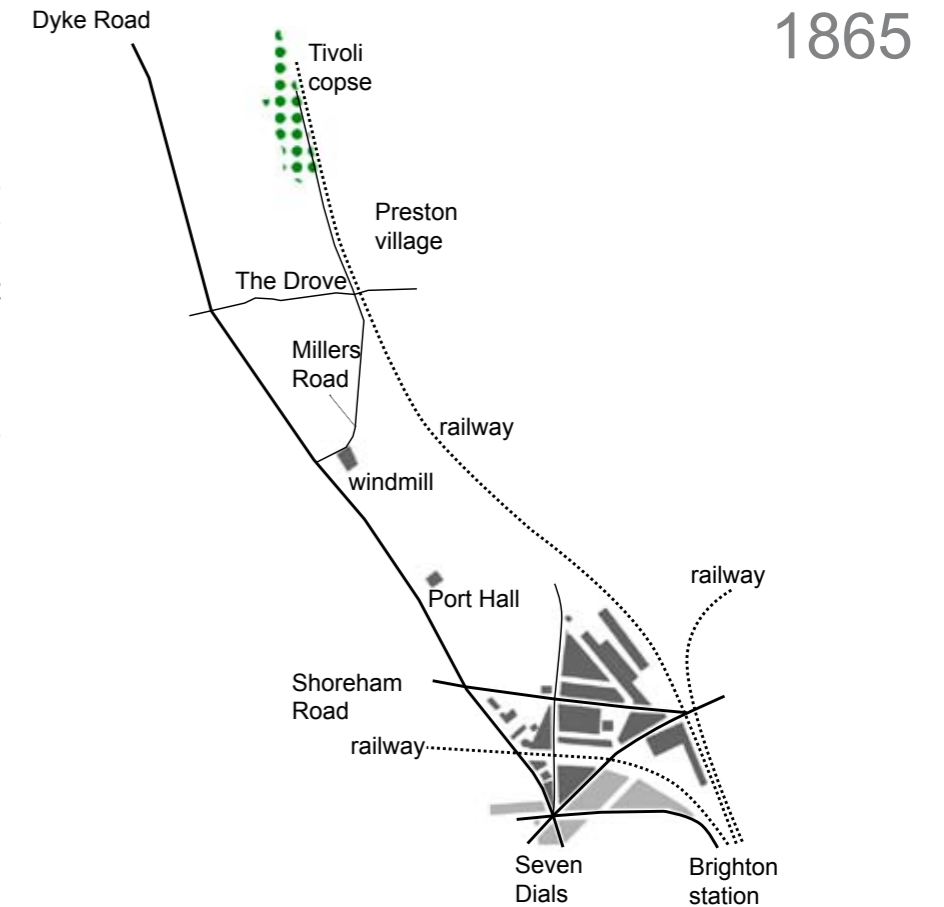 Dyke Road
1865
Tivoli
copse
Preston
village
The Drove
Millers
Road
railway
windmill
railway
Port Hall
Shoreham
Road
railway
Seven
Dials
Brighton
station